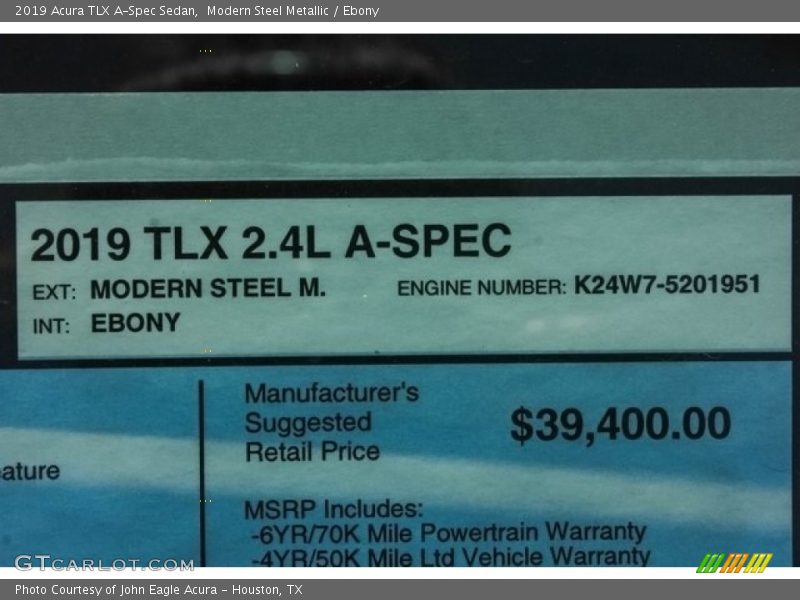 2019 Acura TLX A-Spec Sedan, Modern Steel Metallic / Ebony
2019 TLX 2.4L A-SPEC
EXT: MODERN STEEL M. ENGINE NUMBER: K24W7-5201951
INT: EBONY
Manufacturer's
Suggested
Retail Price
$39,400.00
eature
MSRP Includes:
-6YR/70K Mile Powertrain Warranty
-4YR/50K Mile Ltd Vehicle Warranty
GTCARLOT.COM
Photo Courtesy of John Eagle Acura - Houston, TX